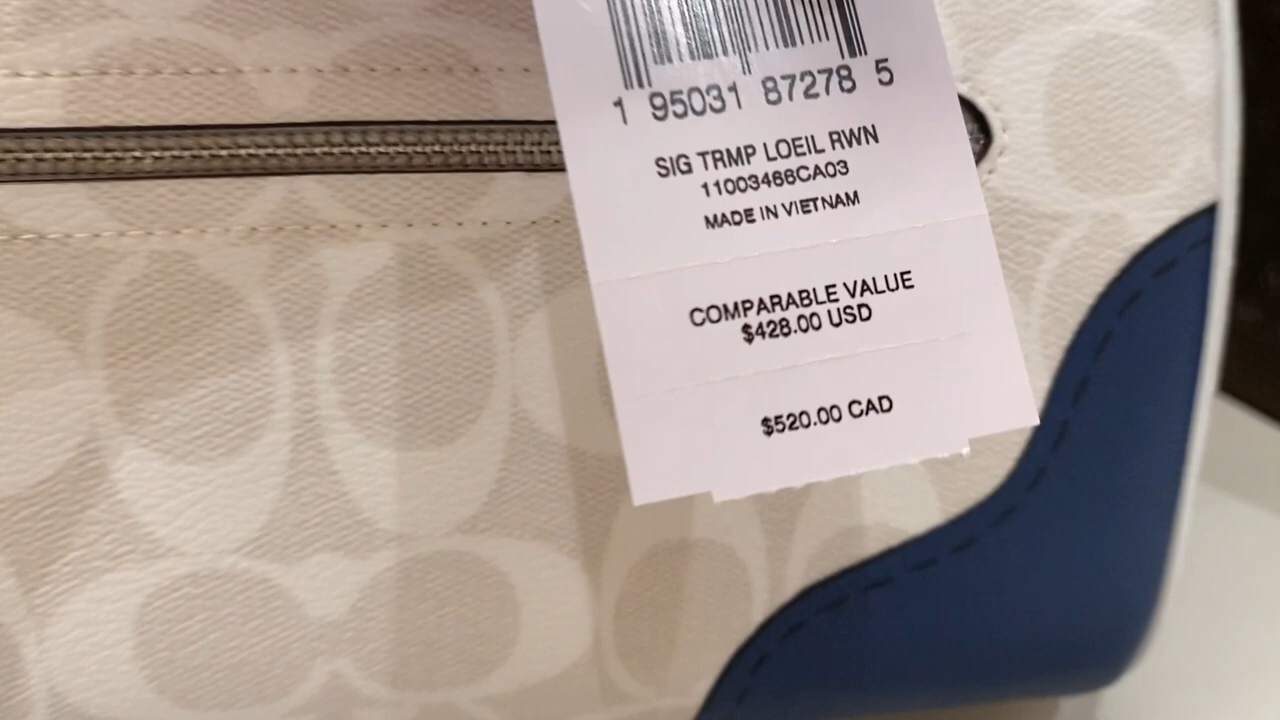 1 95031 87278 5
SIG TRMP LOEIL RWN
11003466CA03
MADE IN VIETNAM
COMPARABLE VALUE
$428.00 USD
$520.00 CAD